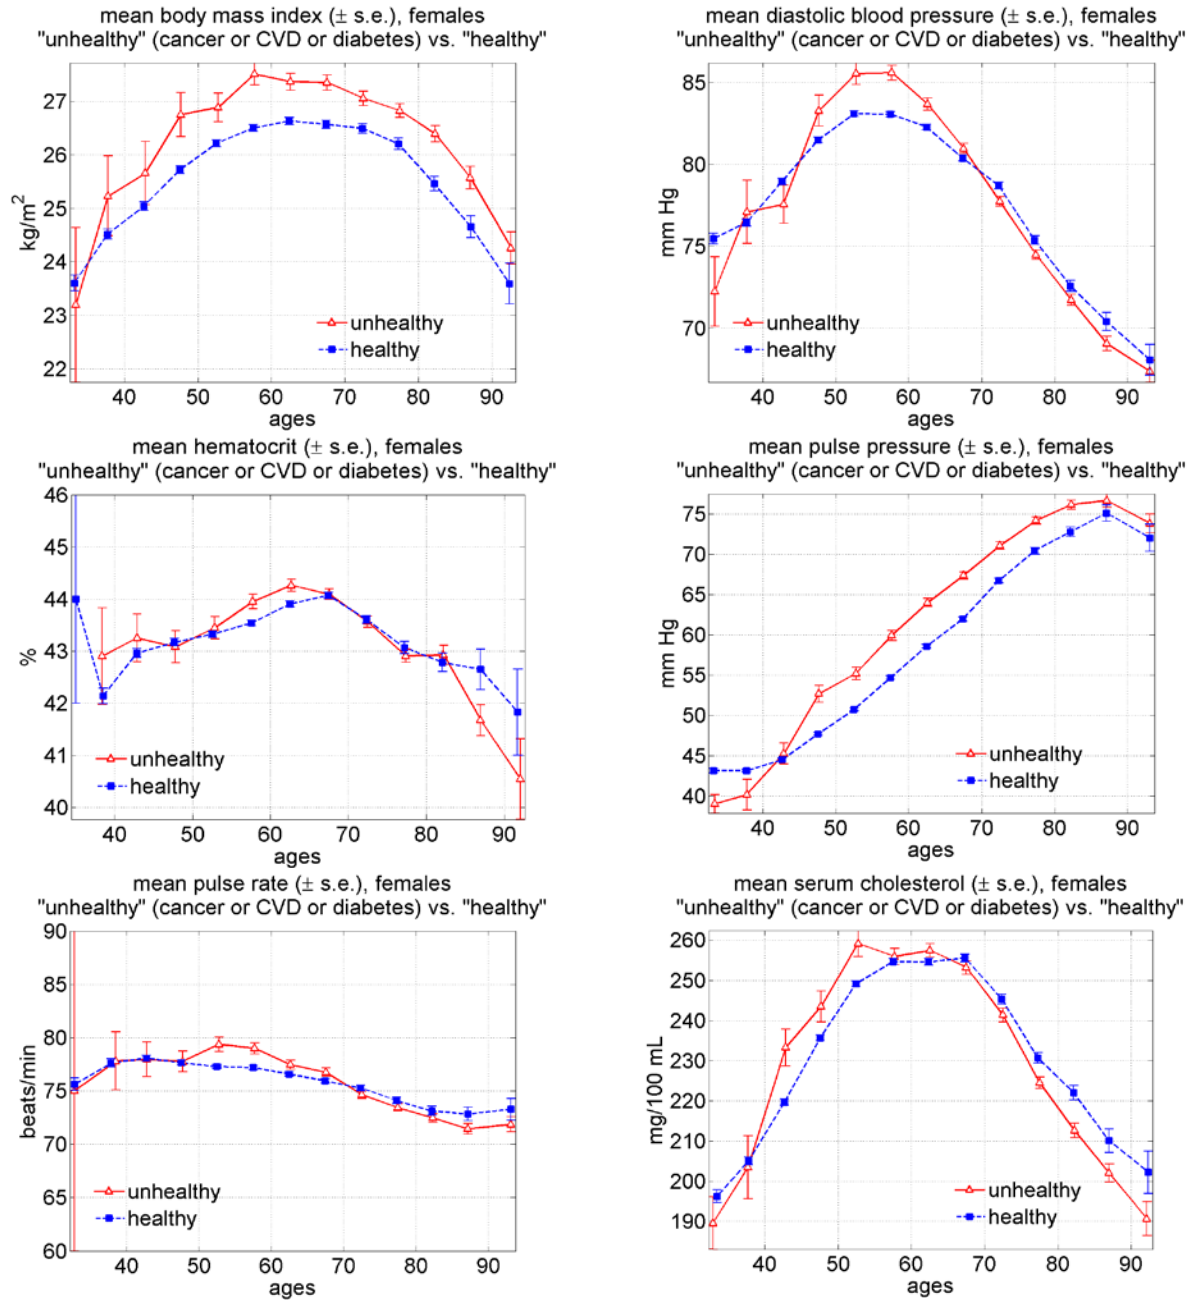 mean body mass index (± s.e.), females
"unhealthy" (cancer or CVD or diabetes) vs. "healthy"
27
26
25
24
23
22
kg/m²
unhealthy
healthy
40 50 60 70 80 90
ages
mean diastolic blood pressure (± s.e.), females
"unhealthy" (cancer or CVD or diabetes) vs. "healthy"
85
80
75
70
mm Hg
unhealthy
healthy
40 50 60 70 80 90
ages
mean hematocrit (± s.e.), females
"unhealthy" (cancer or CVD or diabetes) vs. "healthy"
46
45
44
43
42
41
40
%
unhealthy
healthy
40 50 60 70 80 90
ages
mean pulse pressure (± s.e.), females
"unhealthy" (cancer or CVD or diabetes) vs. "healthy"
75
70
65
60
55
50
45
40
mm Hg
unhealthy
healthy
40 50 60 70 80 90
ages
mean pulse rate (± s.e.), females
"unhealthy" (cancer or CVD or diabetes) vs. "healthy"
90
85
80
75
70
65
60
beats/min
unhealthy
healthy
40 50 60 70 80 90
ages
mean serum cholesterol (± s.e.), females
"unhealthy" (cancer or CVD or diabetes) vs. "healthy"
260
250
240
230
220
210
200
190
mg/100 mL
unhealthy
healthy
40 50 60 70 80 90
ages